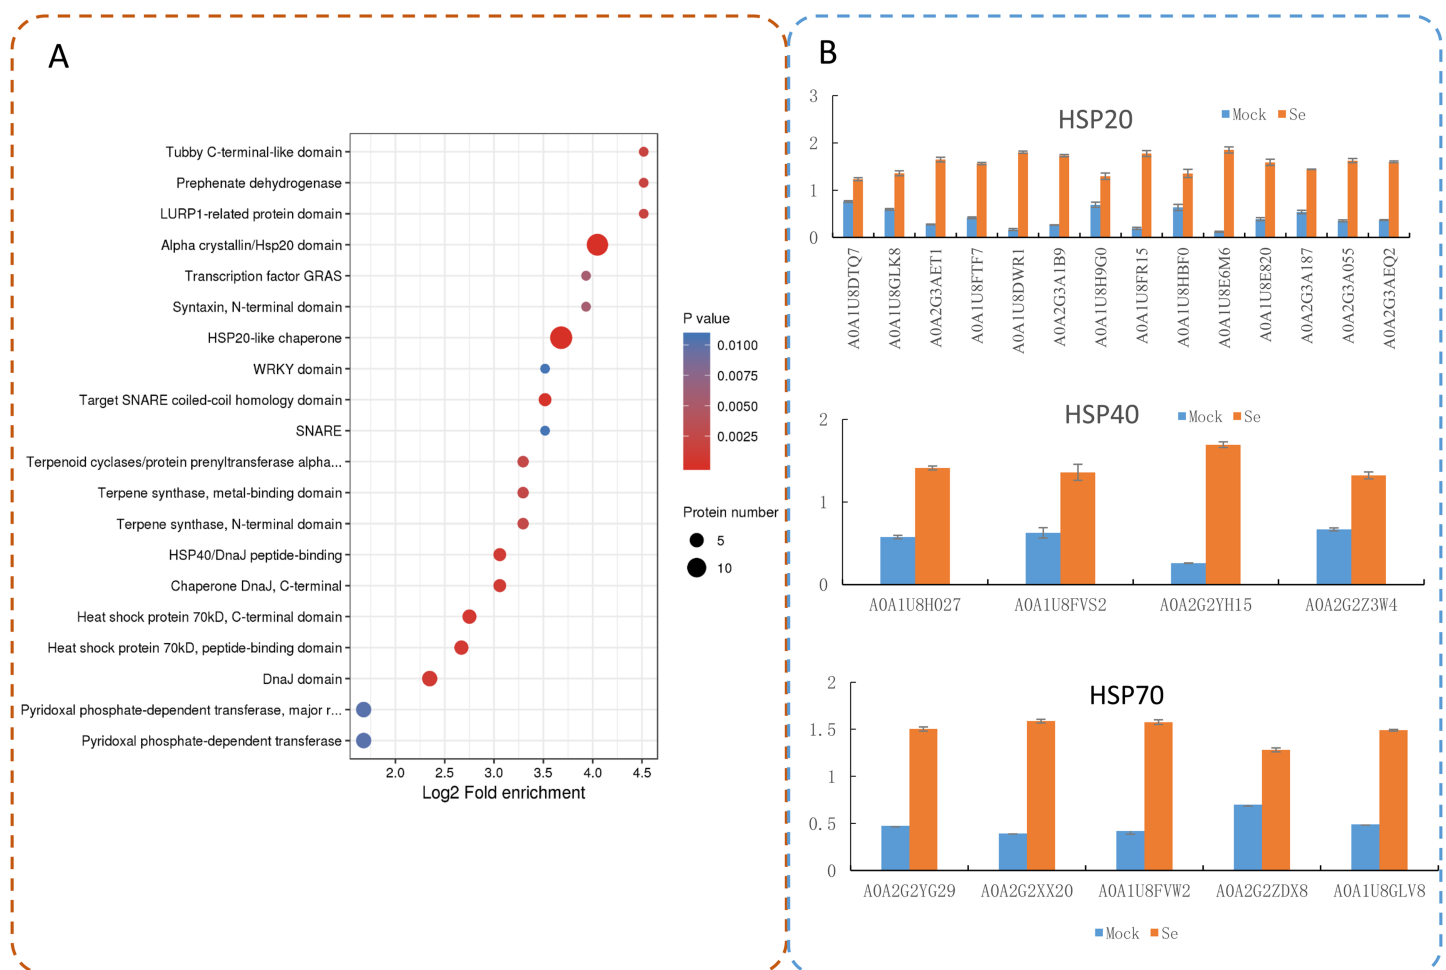 A
Tubby C-terminal-like domain
Prephenate dehydrogenase
LURP1-related protein domain
Alpha crystallin/Hsp20 domain
Transcription factor GRAS
Syntaxin, N-terminal domain
HSP20-like chaperone
WRKY domain
Target SNARE coiled-coil homology domain
SNARE
Terpenoid cyclases/protein prenyltransferase alpha...
Terpene synthase, metal-binding domain
Terpene synthase, N-terminal domain
HSP40/DnaJ peptide-binding
Chaperone DnaJ, C-terminal
Heat shock protein 70kD, C-terminal domain
Heat shock protein 70kD, peptide-binding domain
DnaJ domain
Pyridoxal phosphate-dependent transferase, major r...
Pyridoxal phosphate-dependent transferase
2.0 2.5 3.0 3.5 4.0 4.5
Log2 Fold enrichment
P value
0.0100
0.0075
0.0050
0.0025
Protein number
5
10
B
HSP20
Mock Se
3
2
1
0
A0A1U8DTQ7
A0A1U8GLK8
A0A2G3AET1
A0A1U8FTF7
A0A1U8DWR1
A0A2G3A1B9
A0A1U8H9G0
A0A1U8FR15
A0A1U8HBF0
A0A1U8E6M6
A0A1U8E820
A0A2G3A187
A0A2G3A055
A0A2G3AEQ2
HSP40
Mock Se
2
1
0
A0A1U8H027 A0A1U8FVS2 A0A2G2YH15 A0A2G2Z3W4
HSP70
2
1.5
1
0.5
0
A0A2G2YG29 A0A2G2XX20 A0A1U8FVW2 A0A2G2ZDX8 A0A1U8GLV8
Mock Se